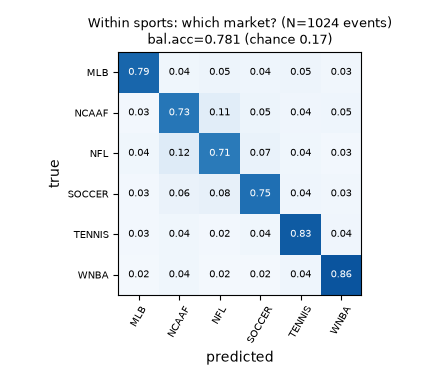 Within sports: which market? (N=1024 events)
bal.acc=0.781 (chance 0.17)
true
MLB 0.79 0.04 0.05 0.04 0.05 0.03
NCAAF 0.03 0.73 0.11 0.05 0.04 0.05
NFL 0.04 0.12 0.71 0.07 0.04 0.03
SOCCER 0.03 0.06 0.08 0.75 0.04 0.03
TENNIS 0.03 0.04 0.02 0.04 0.83 0.04
WNBA 0.02 0.04 0.02 0.02 0.04 0.86
MLB NCAAF NFL SOCCER TENNIS WNBA
predicted